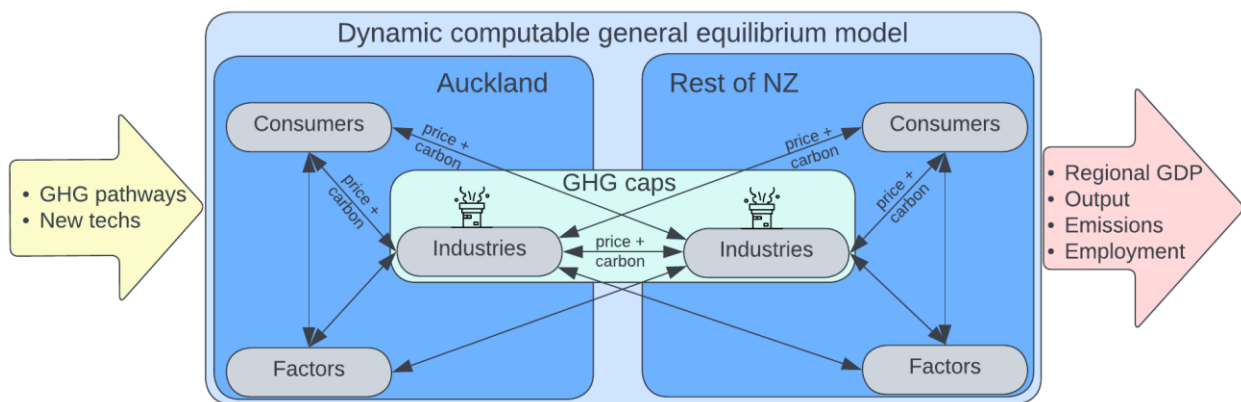 Dynamic computable general equilibrium model
Auckland
Rest of NZ
Consumers
Consumers
price +
carbon
price +
carbon
price +
carbon
price +
carbon
GHG caps
• GHG pathways
• New techs
Industries
price +
carbon
Industries
Factors
Factors
• Regional GDP
• Output
• Emissions
• Employment